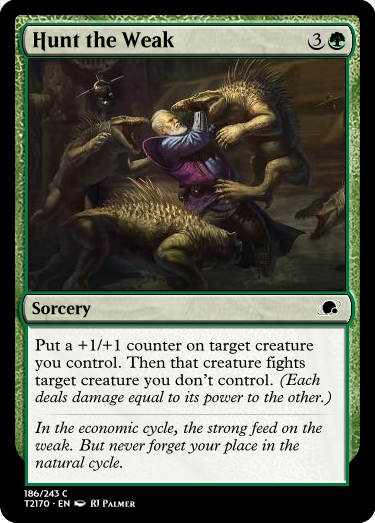 Hunt the Weak 3
Sorcery
Put a +1/+1 counter on target creature
you control. Then that creature fights
target creature you don't control. (Each
deals damage equal to its power to the other.)
In the economic cycle, the strong feed on the
weak. But never forget your place in the
natural cycle.
186/243 C
T2170 • EN RJ PALMER